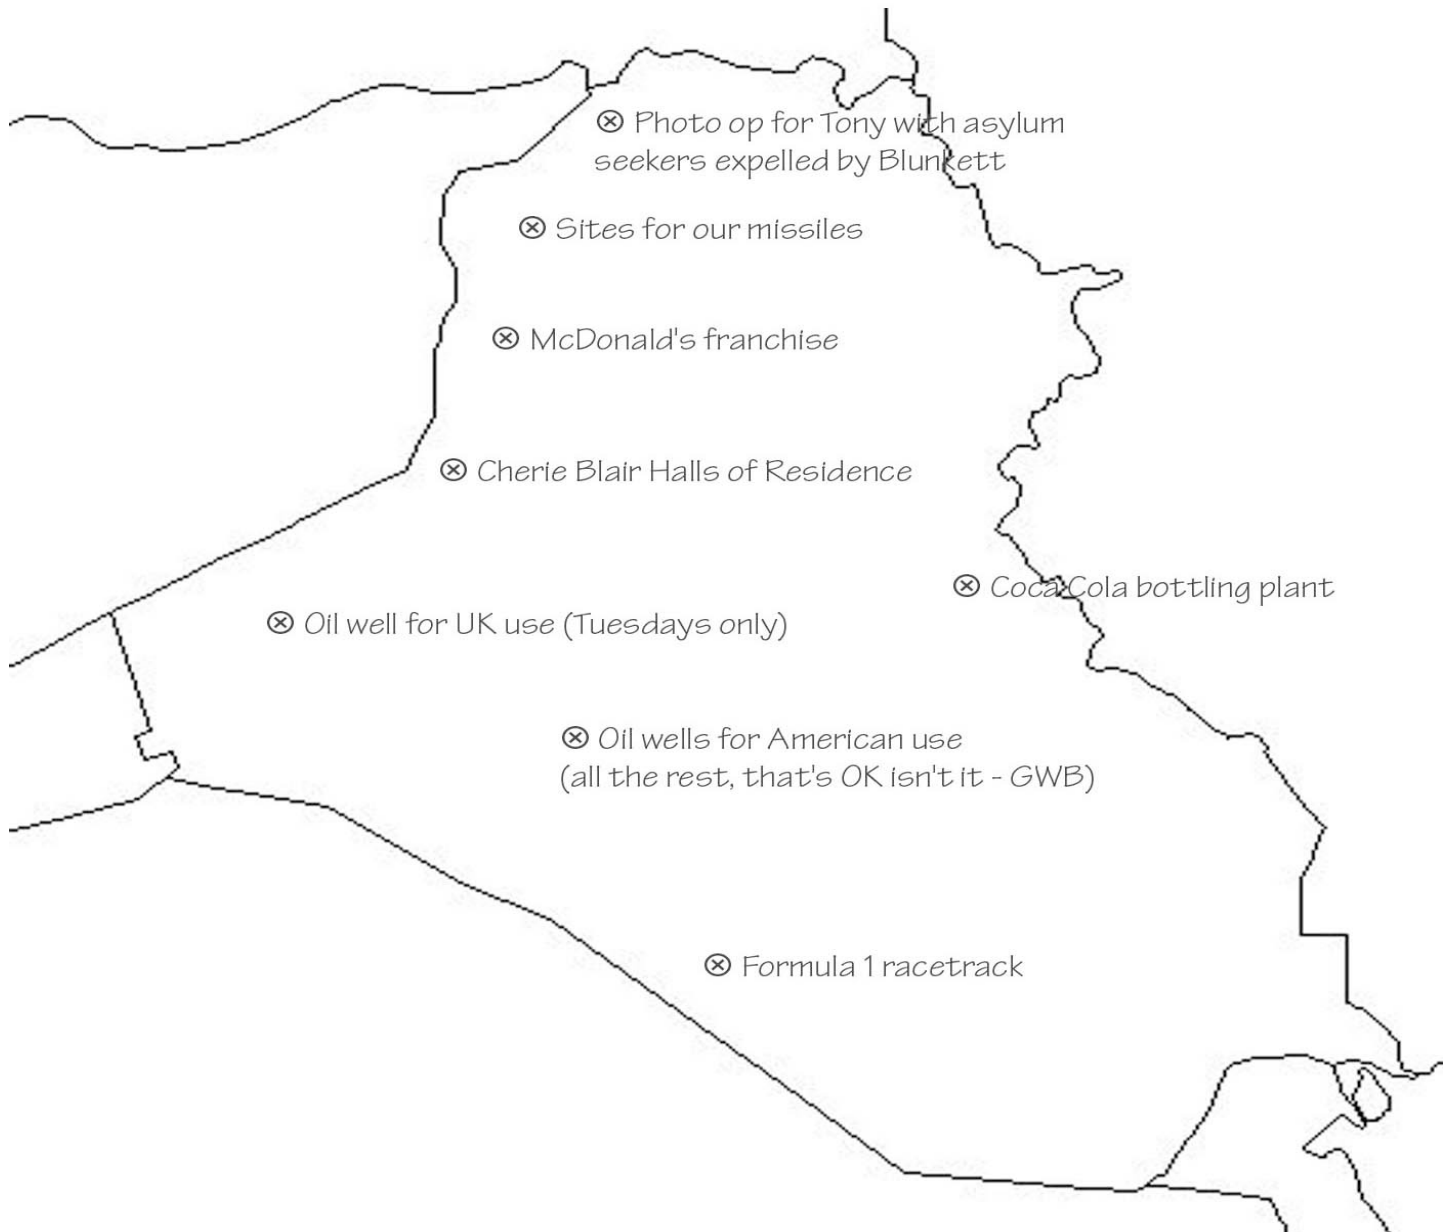 Photo op for Tony with asylum
seekers expelled by Blunkett
Sites for our missiles
McDonald's franchise
Cherie Blair Halls of Residence
Coca Cola bottling plant
Oil well for UK use (Tuesdays only)
Oil wells for American use
(all the rest, that's OK isn't it - GWB)
Formula 1 racetrack